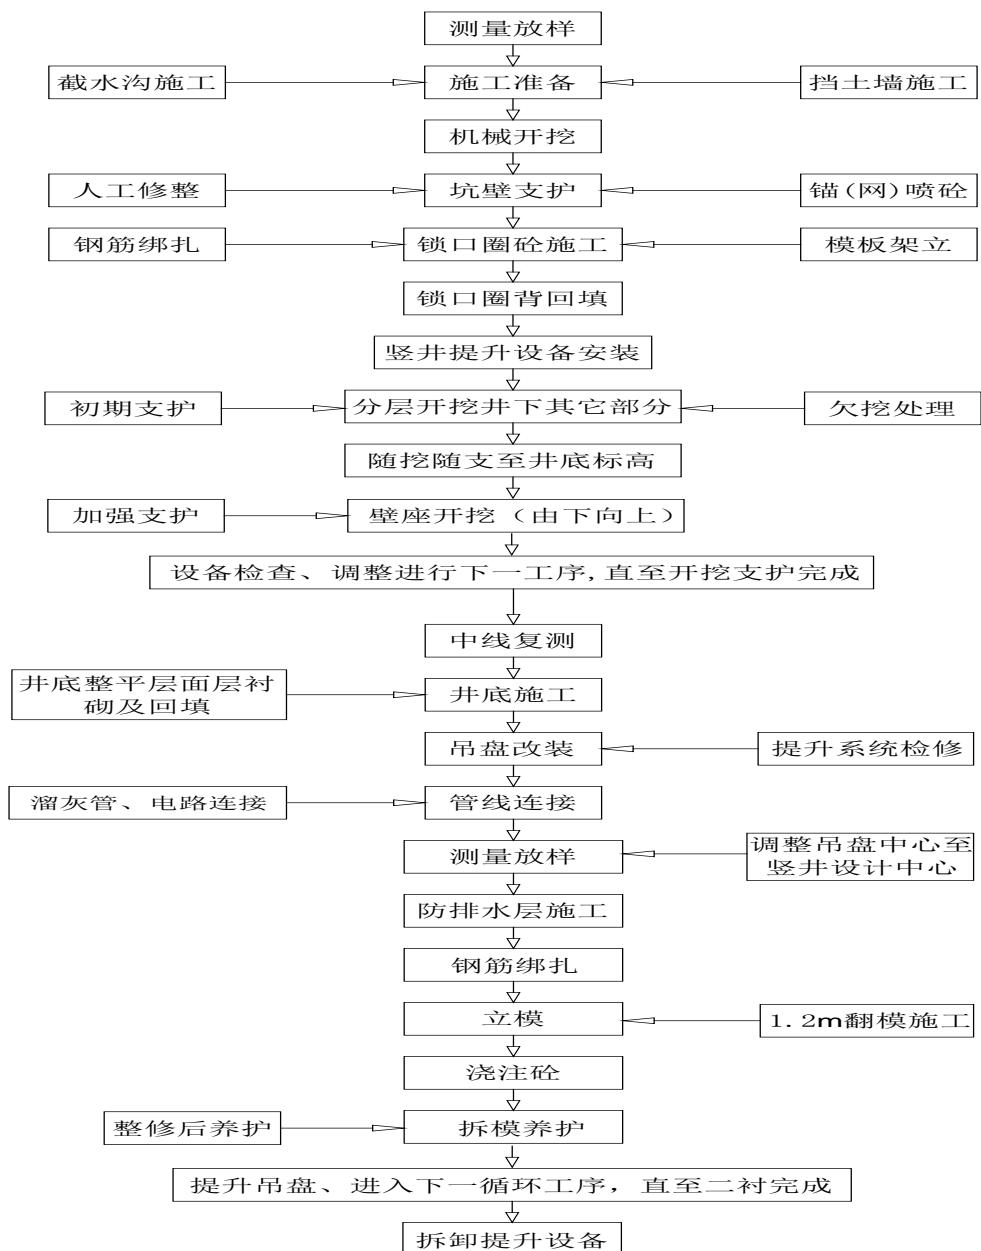 测量放样
截水沟施工
施工准备
挡土墙施工
机械开挖
人工修整
坑壁支护
锚(网)喷砼
钢筋绑扎
锁口圈砼施工
模板架立
锁口圈背回填
竖井提升设备安装
初期支护
分层开挖井下其它部分
欠挖处理
随挖随支至井底标高
加强支护
壁座开挖（由下向上）
设备检查、调整进行下一工序,直至开挖支护完成
中线复测
井底整平层面层衬
砌及回填
井底施工
吊盘改装
提升系统检修
溜灰管、电路连接
管线连接
测量放样
调整吊盘中心至
竖井设计中心
防排水层施工
钢筋绑扎
立模
1.2m翻模施工
浇注砼
整修后养护
拆模养护
提升吊盘、进入下一循环工序，直至二衬完成
拆卸提升设备